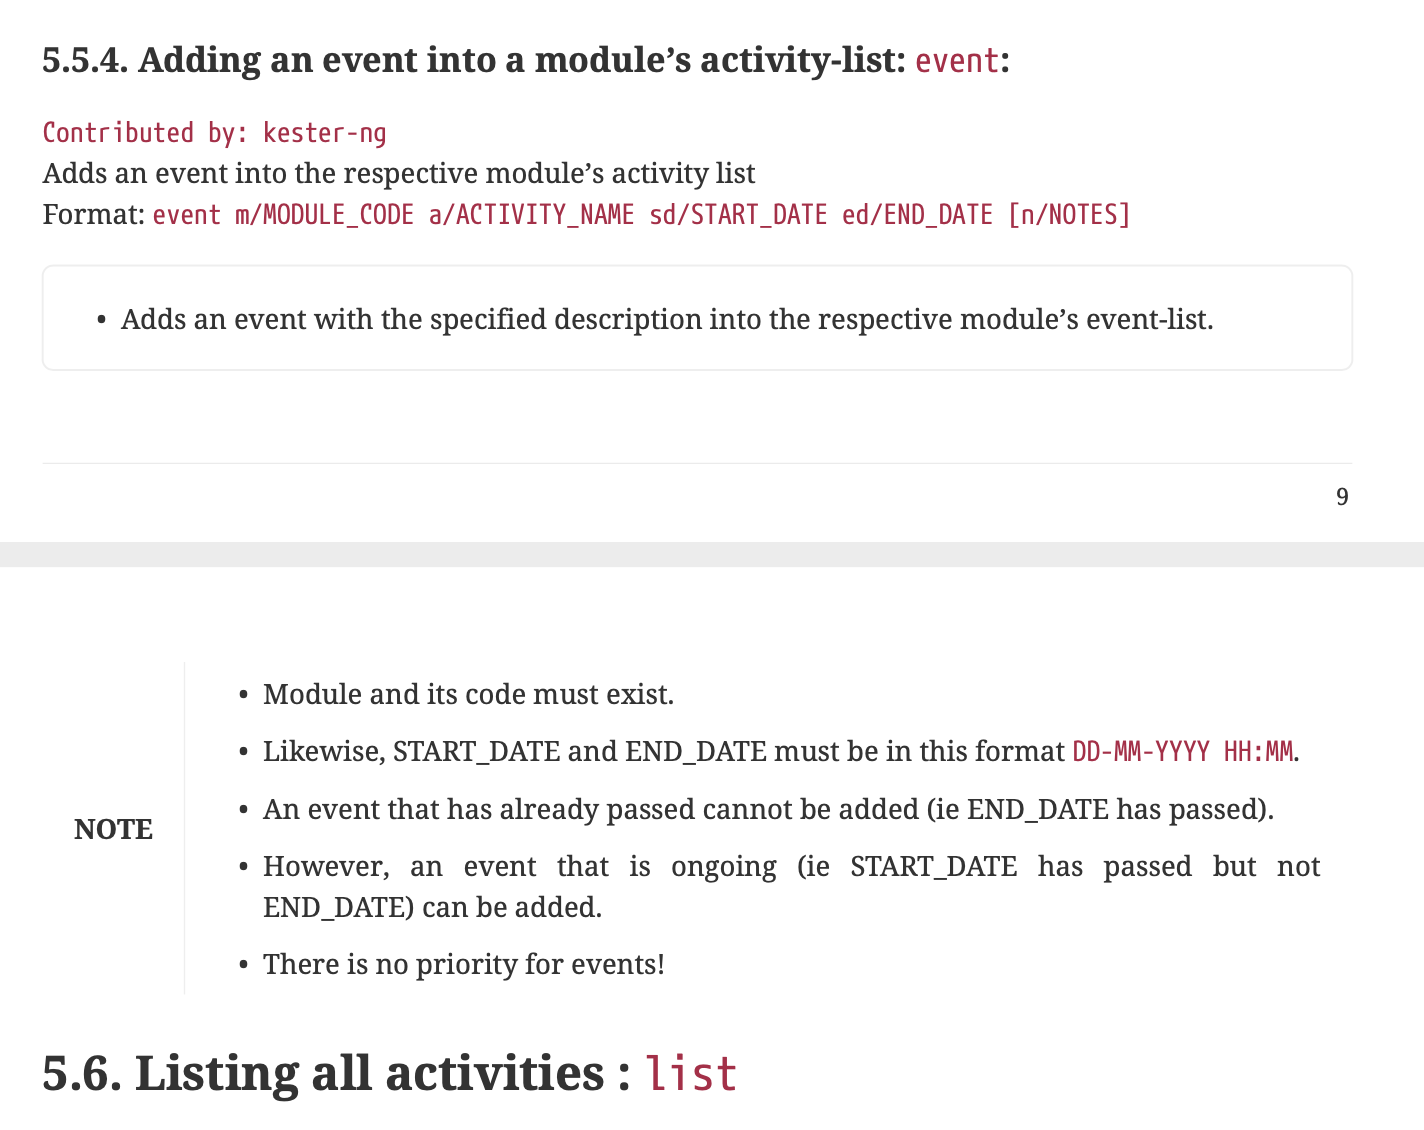 5.5.4. Adding an event into a module’s activity-list: event:
Contributed by: kester-ng
Adds an event into the respective module’s activity list
Format: event m/MODULE_CODE a/ACTIVITY_NAME sd/START_DATE ed/END_DATE [n/NOTES]
• Adds an event with the specified description into the respective module’s event-list.
9
• Module and its code must exist.
• Likewise, START_DATE and END_DATE must be in this format DD-MM-YYYY HH:MM.
• An event that has already passed cannot be added (ie END_DATE has passed).
NOTE
• However, an event that is ongoing (ie START_DATE has passed but not
END_DATE) can be added.
• There is no priority for events!
5.6. Listing all activities : list